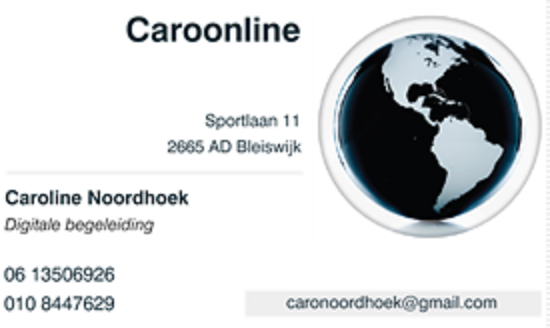 Caroonline
Sportlaan 11
2665 AD Bleiswijk
Caroline Noordhoek
Digitale begeleiding
06 13506926
010 8447629
caronoordhoek@gmail.com